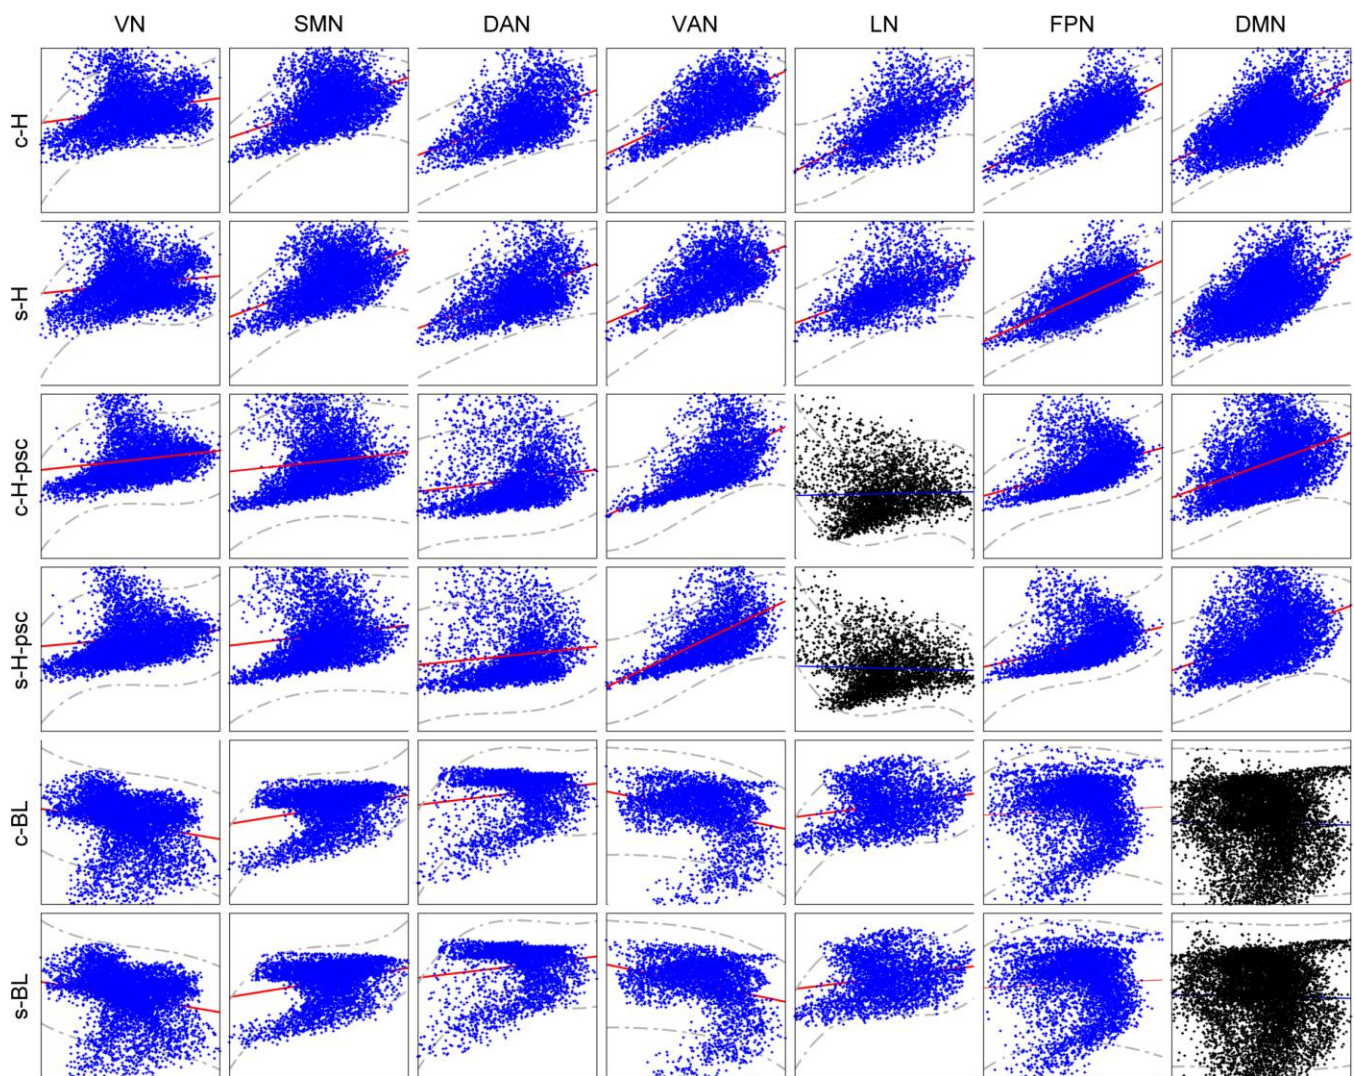 VN SMN DAN VAN LN FPN DMN
c-H
s-H
c-H-psc
s-H-psc
c-BL
s-BL